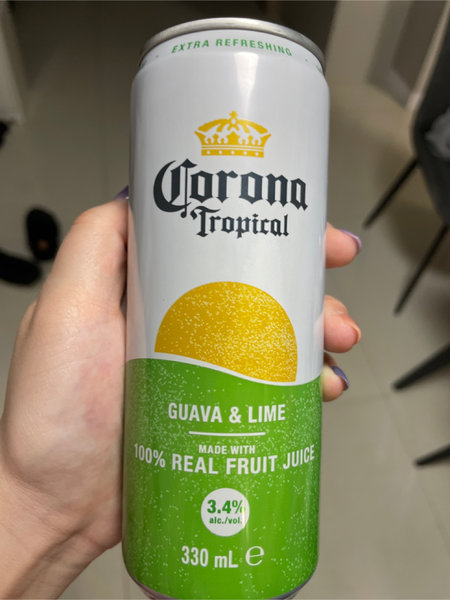 EXTRA REFRESHING
Corona
Tropical
GUAVA & LIME
MADE WITH
100% REAL FRUIT JUICE
3.4%
alc./vol.
330 mL ℮